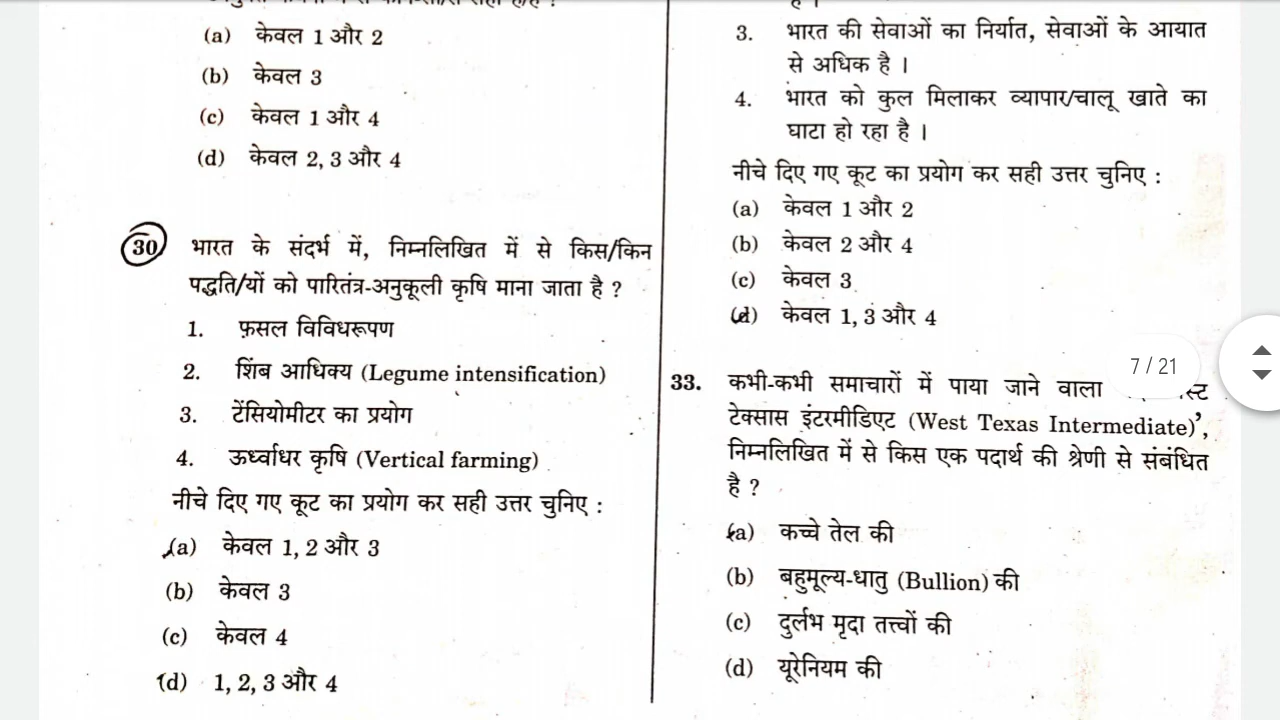 (a) केवल 1 और 2
(b) केवल 3
(c) केवल 1 और 4
(d) केवल 2, 3 और 4
30 भारत के संदर्भ में, निम्नलिखित में से किस/किन
पद्धति/यों को पारितंत्र-अनुकूली कृषि माना जाता है ?
1. फ़सल विविधरूपण
2. शिंब आधिक्य (Legume intensification)
3. टेंसियोमीटर का प्रयोग
4. ऊर्ध्वाधर कृषि (Vertical farming)
नीचे दिए गए कूट का प्रयोग कर सही उत्तर चुनिए :
(a) केवल 1, 2 और 3
(b) केवल 3
(c) केवल 4
(d) 1, 2, 3 और 4
3. भारत की सेवाओं का निर्यात, सेवाओं के आयात
से अधिक है ।
4. भारत को कुल मिलाकर व्यापार/चालू खाते का
घाटा हो रहा है ।
नीचे दिए गए कूट का प्रयोग कर सही उत्तर चुनिए :
(a) केवल 1 और 2
(b) केवल 2 और 4
(c) केवल 3
(d) केवल 1, 3 और 4
7 / 21
33. कभी-कभी समाचारों में पाया जाने वाला
टेक्सास इंटरमीडिएट (West Texas Intermediate)’,
निम्नलिखित में से किस एक पदार्थ की श्रेणी से संबंधित
है ?
(a) कच्चे तेल की
(b) बहुमूल्य-धातु (Bullion) की
(c) दुर्लभ मृदा तत्त्वों की
(d) यूरेनियम की